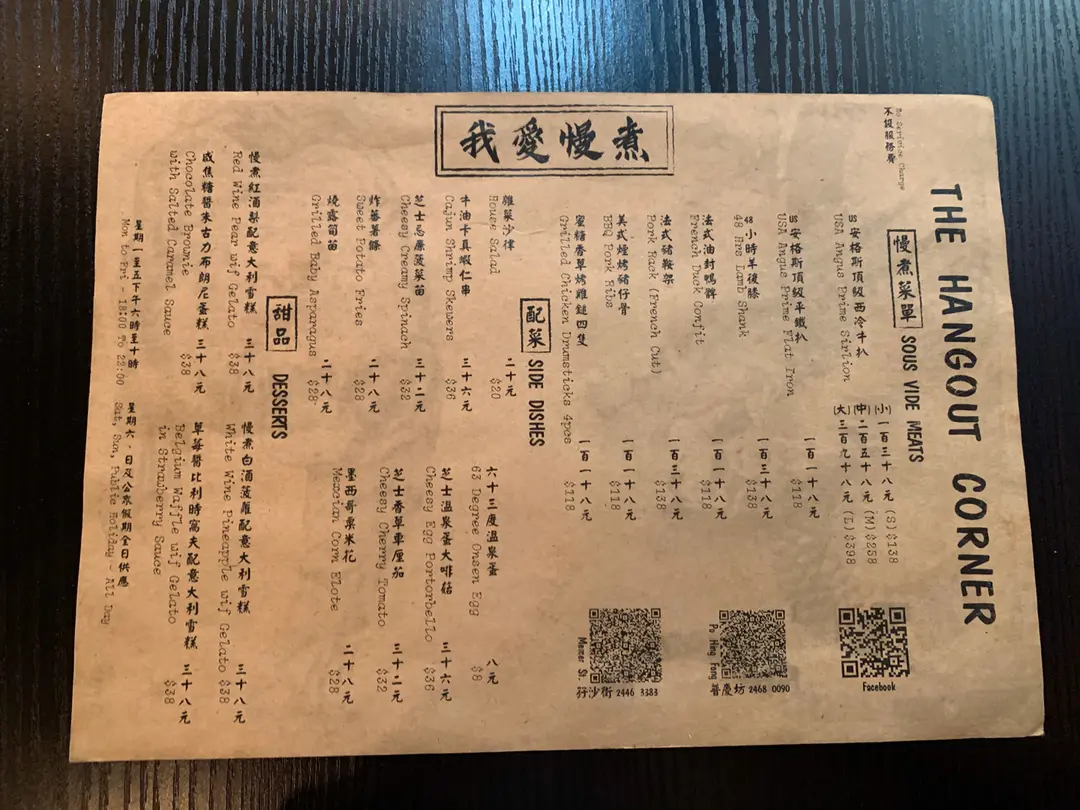 No Serivice Charge
不設服務費
THE HANGOUT CORNER
我愛慢煮
慢煮菜單 SOUS VIDE MEATS
US安格斯頂級西冷牛扒 (小) 一百三十八元 (S) $138
USA Angus Prime Sirlion (中) 二百五十八元 (M) $258
(大) 三百九十八元 (L) $398
US安格斯頂級平鐵扒 一百一十八元
USA Angus Prime Flat Iron $118
48小時羊後膝 一百三十八元
48 Hrs Lamb Shank $138
法式油封鴨髀 一百一十八元
French Duck Confit $118
法式豬鞍架 一百三十八元
Pork Rack (French Cut) $138
美式煙烤豬仔骨 一百一十八元
BBQ Pork Ribs $118
蜜糖香草烤雞鎚四隻 一百一十八元
Grilled Chicken Drumsticks 4pcs $118
Facebook
Po Hing Fong
普慶坊 2468 0090
Mercer St.
孖沙街 2446 3383
配菜 SIDE DISHES
雜菜沙律 二十元
House Salad $20
牛油卡真蝦仁串 三十六元
Cajun Shrimp Skewers $36
芝士忌廉菠菜苗 三十二元
Cheesy Creamy Spinach $32
炸蕃薯條 二十八元
Sweet Potato Fries $28
燒露筍苗 二十八元
Grilled Baby Asparagus $28
六十三度溫泉蛋 八元
63 Degree Onsen Egg $8
芝士溫泉蛋大啡菇 三十六元
Cheesy Egg Portorbello $36
芝士香草車厘茄 三十二元
Cheesy Cherry Tomato $32
墨西哥粟米花 二十八元
Mexcian Corn Elote $28
甜品 DESSERTS
慢煮紅酒梨配意大利雪糕 三十八元
Red Wine Pear wif Gelato $38
咸焦糖醬朱古力布朗尼蛋糕 三十八元
Chocolate Brownie $38
with Salted Caramel Sauce
慢煮白酒菠蘿配意大利雪糕 三十八元
White Wine Pineapple wif Gelato $38
草莓醬比利時窩夫配意大利雪糕 三十八元
Belgium Waffle wif Gelato $38
in Strawberry Sauce
星期一至五下午六時至十時
Mon to Fri - 18:00 To 22:00
星期六，日及公眾假期全日供應
Sat, Sun, Public Holiday - All Day